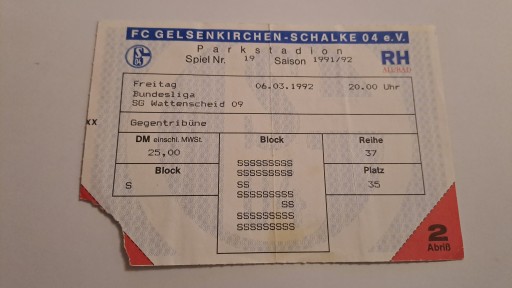 FC GELSENKIRCHEN-SCHALKE 04 e.V.
Parkstadion
Spiel Nr. 19 Saison 1991/92
S
04
RH
Freitag 06.03.1992 20.00 Uhr
Bundesliga
SG Wattenscheid 09
Gegentribüne
XX
DM einschl. MWSt. Block Reihe
25,00 37
Block Platz
S 35
SSSSSSSSS
SSSSSSSSS
SS
SSSSSSSSS
SS
SSSSSSSSS
SSSSSSSSS
2
Abriß